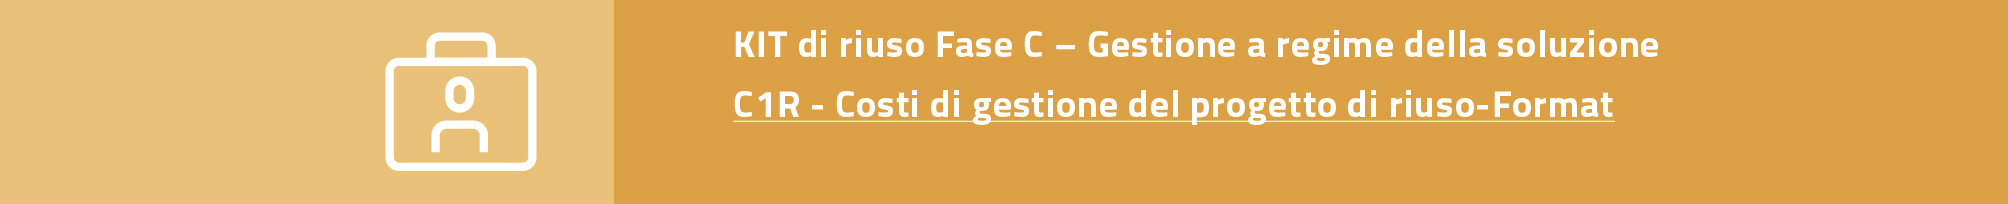 KIT di riuso Fase C – Gestione a regime della soluzione
C1R - Costi di gestione del progetto di riuso-Format